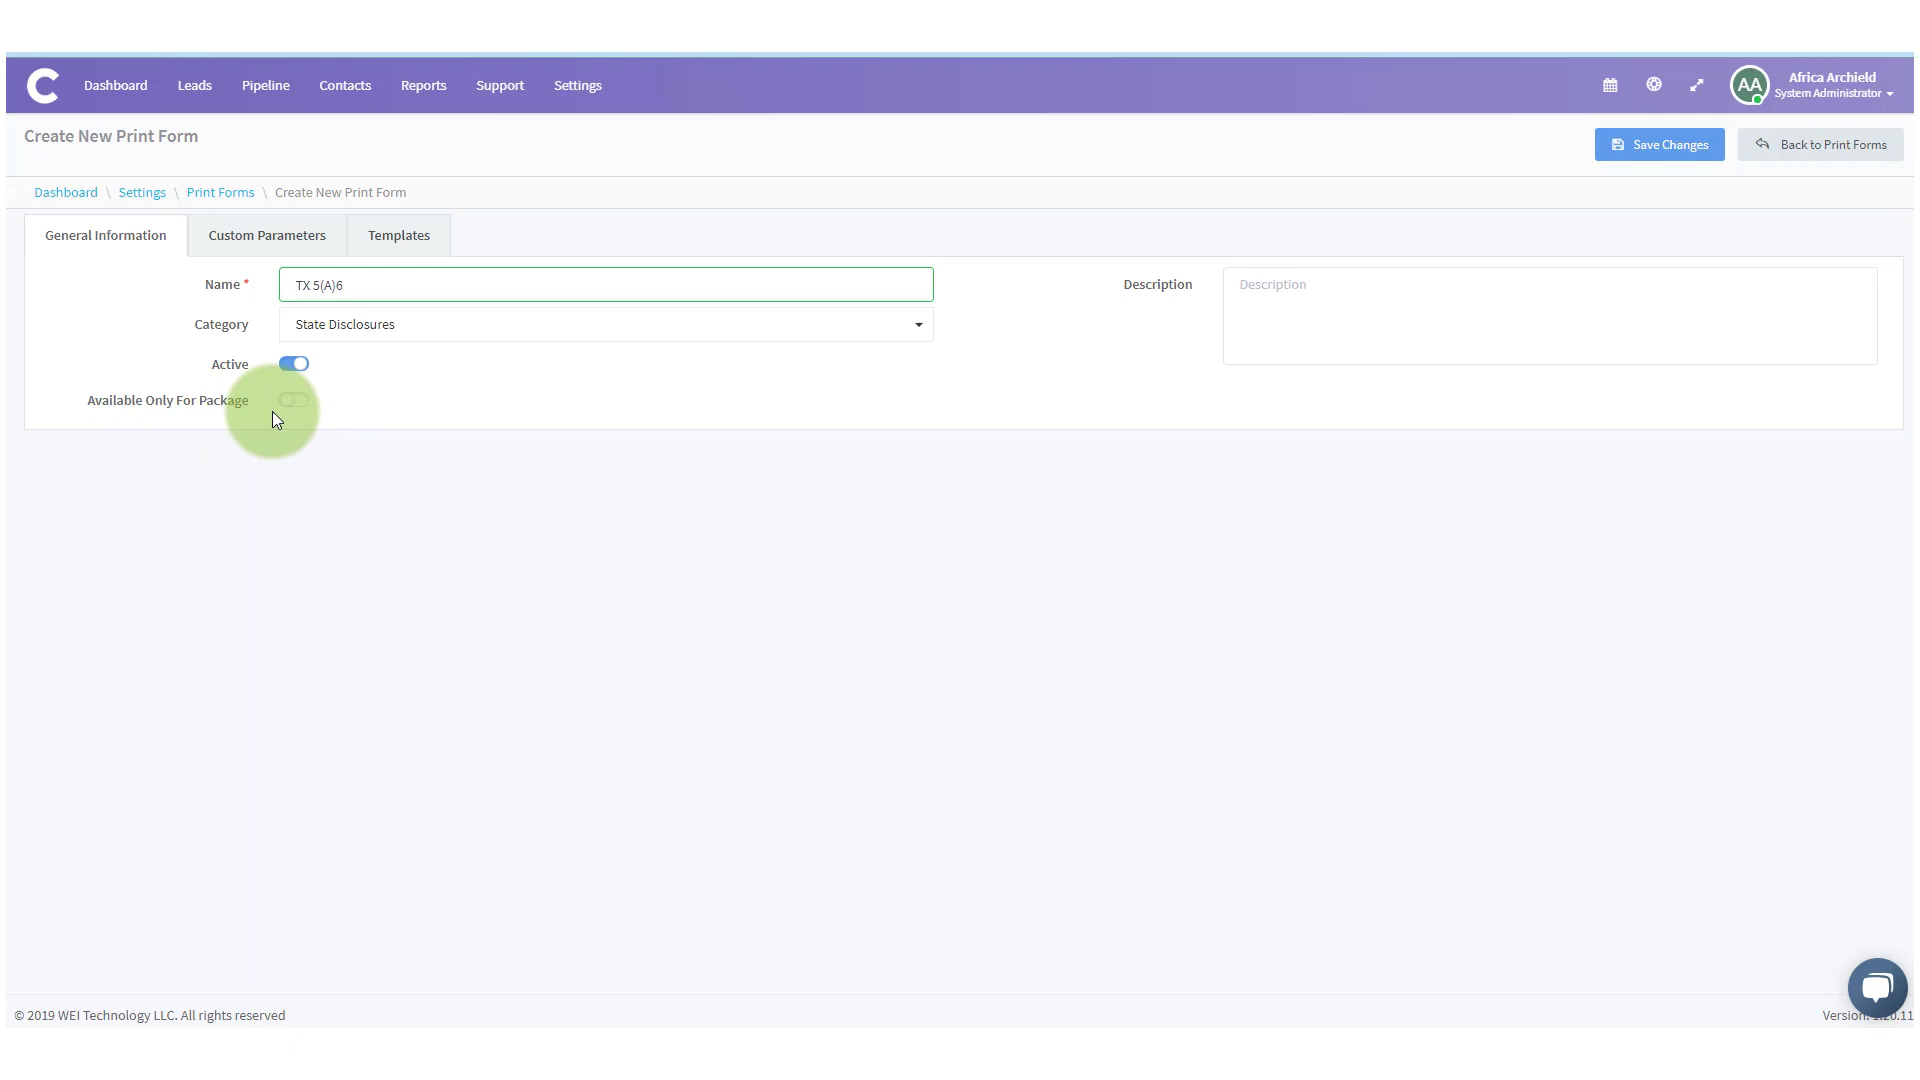 Dashboard Leads Pipeline Contacts Reports Support Settings
AA Africa Archield
System Administrator
Create New Print Form
Save Changes Back to Print Forms
Dashboard \ Settings \ Print Forms \ Create New Print Form
General Information Custom Parameters Templates
Name * TX 5(A)6 Description Description
Category State Disclosures
Active
Available Only For Package
© 2019 WEI Technology LLC. All rights reserved
Version: